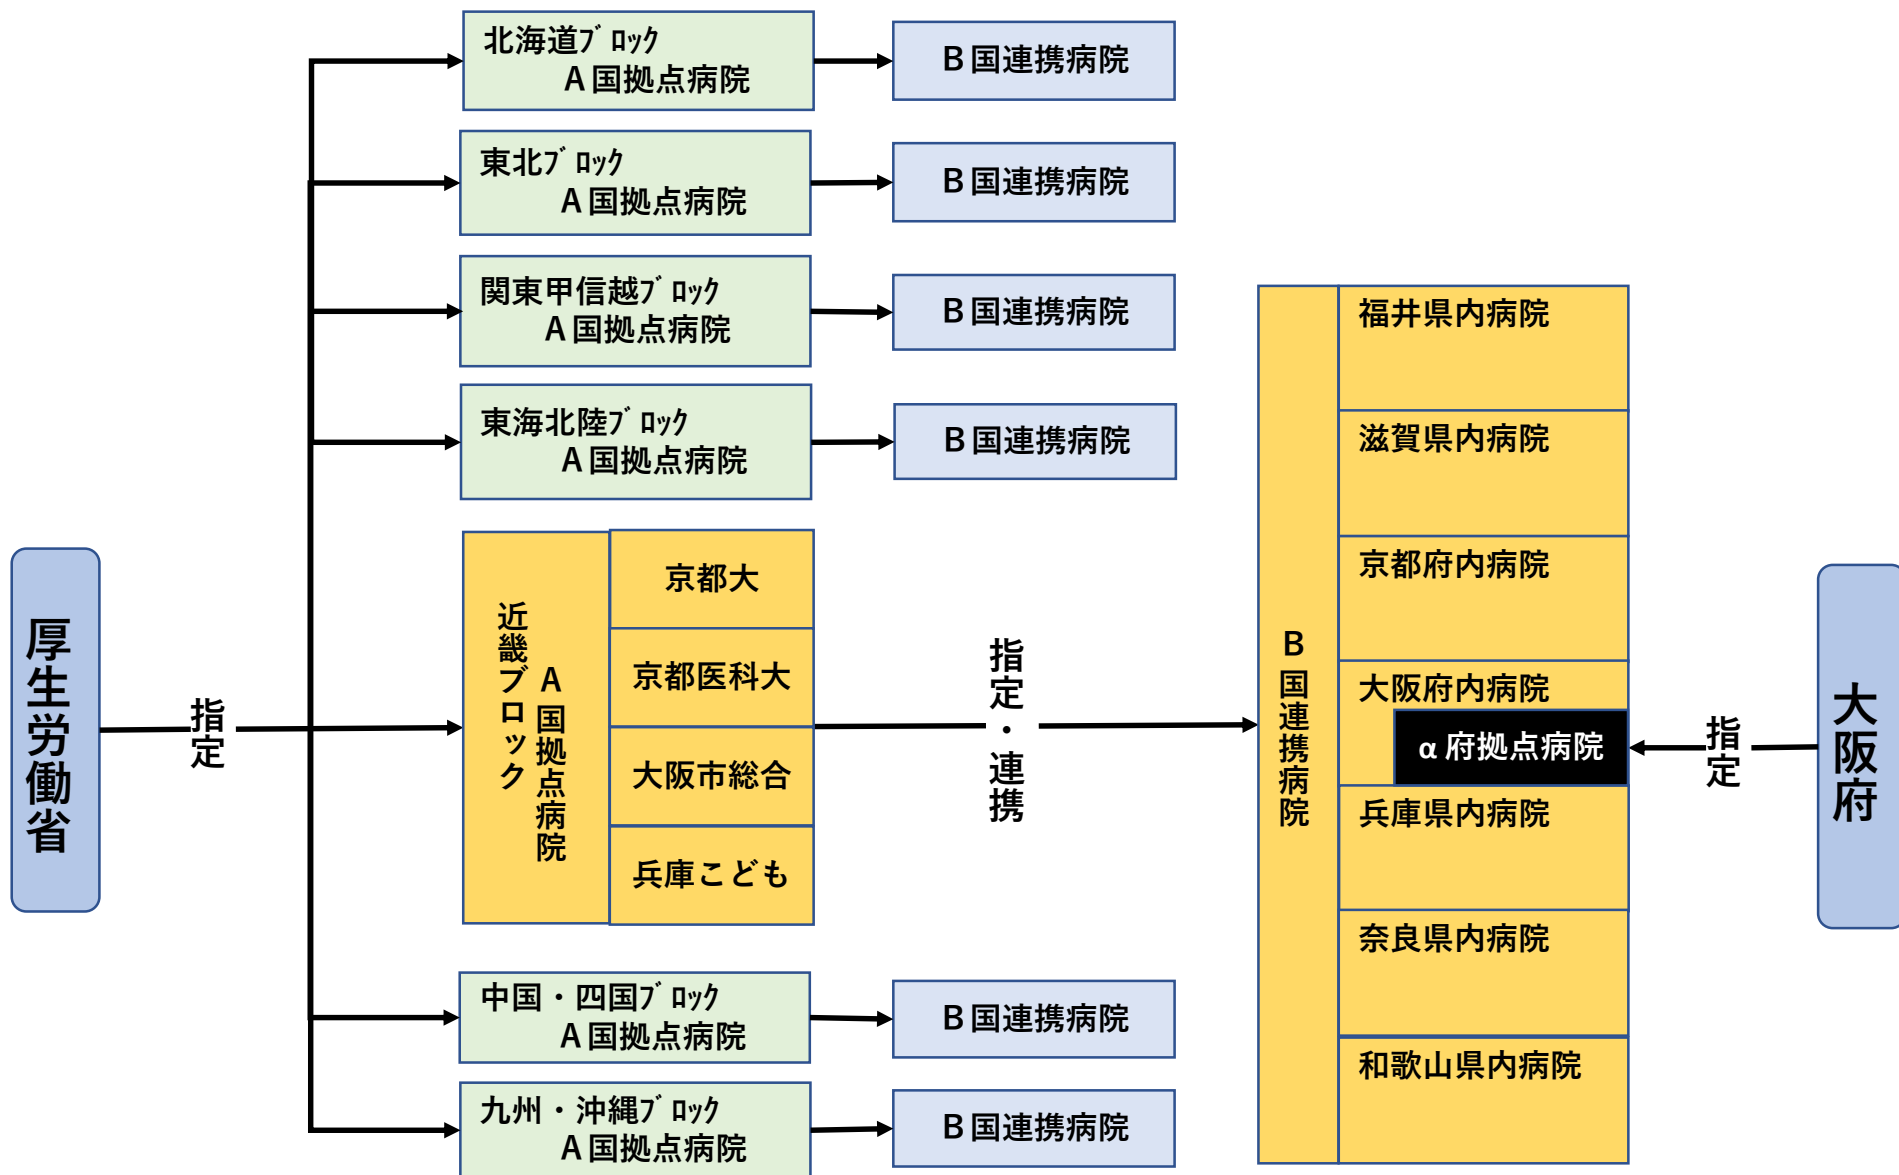 厚生労働省
指定
北海道ﾌﾞﾛｯｸ
A国拠点病院
B国連携病院
東北ﾌﾞﾛｯｸ
A国拠点病院
B国連携病院
関東甲信越ﾌﾞﾛｯｸ
A国拠点病院
B国連携病院
東海北陸ﾌﾞﾛｯｸ
A国拠点病院
B国連携病院
近畿ブロック
A国拠点病院
京都大
京都医科大
大阪市総合
兵庫こども
指定・連携
中国・四国ﾌﾞﾛｯｸ
A国拠点病院
B国連携病院
九州・沖縄ﾌﾞﾛｯｸ
A国拠点病院
B国連携病院
B国連携病院
福井県内病院
滋賀県内病院
京都府内病院
大阪府内病院
α府拠点病院
兵庫県内病院
奈良県内病院
和歌山県内病院
指定
大阪府